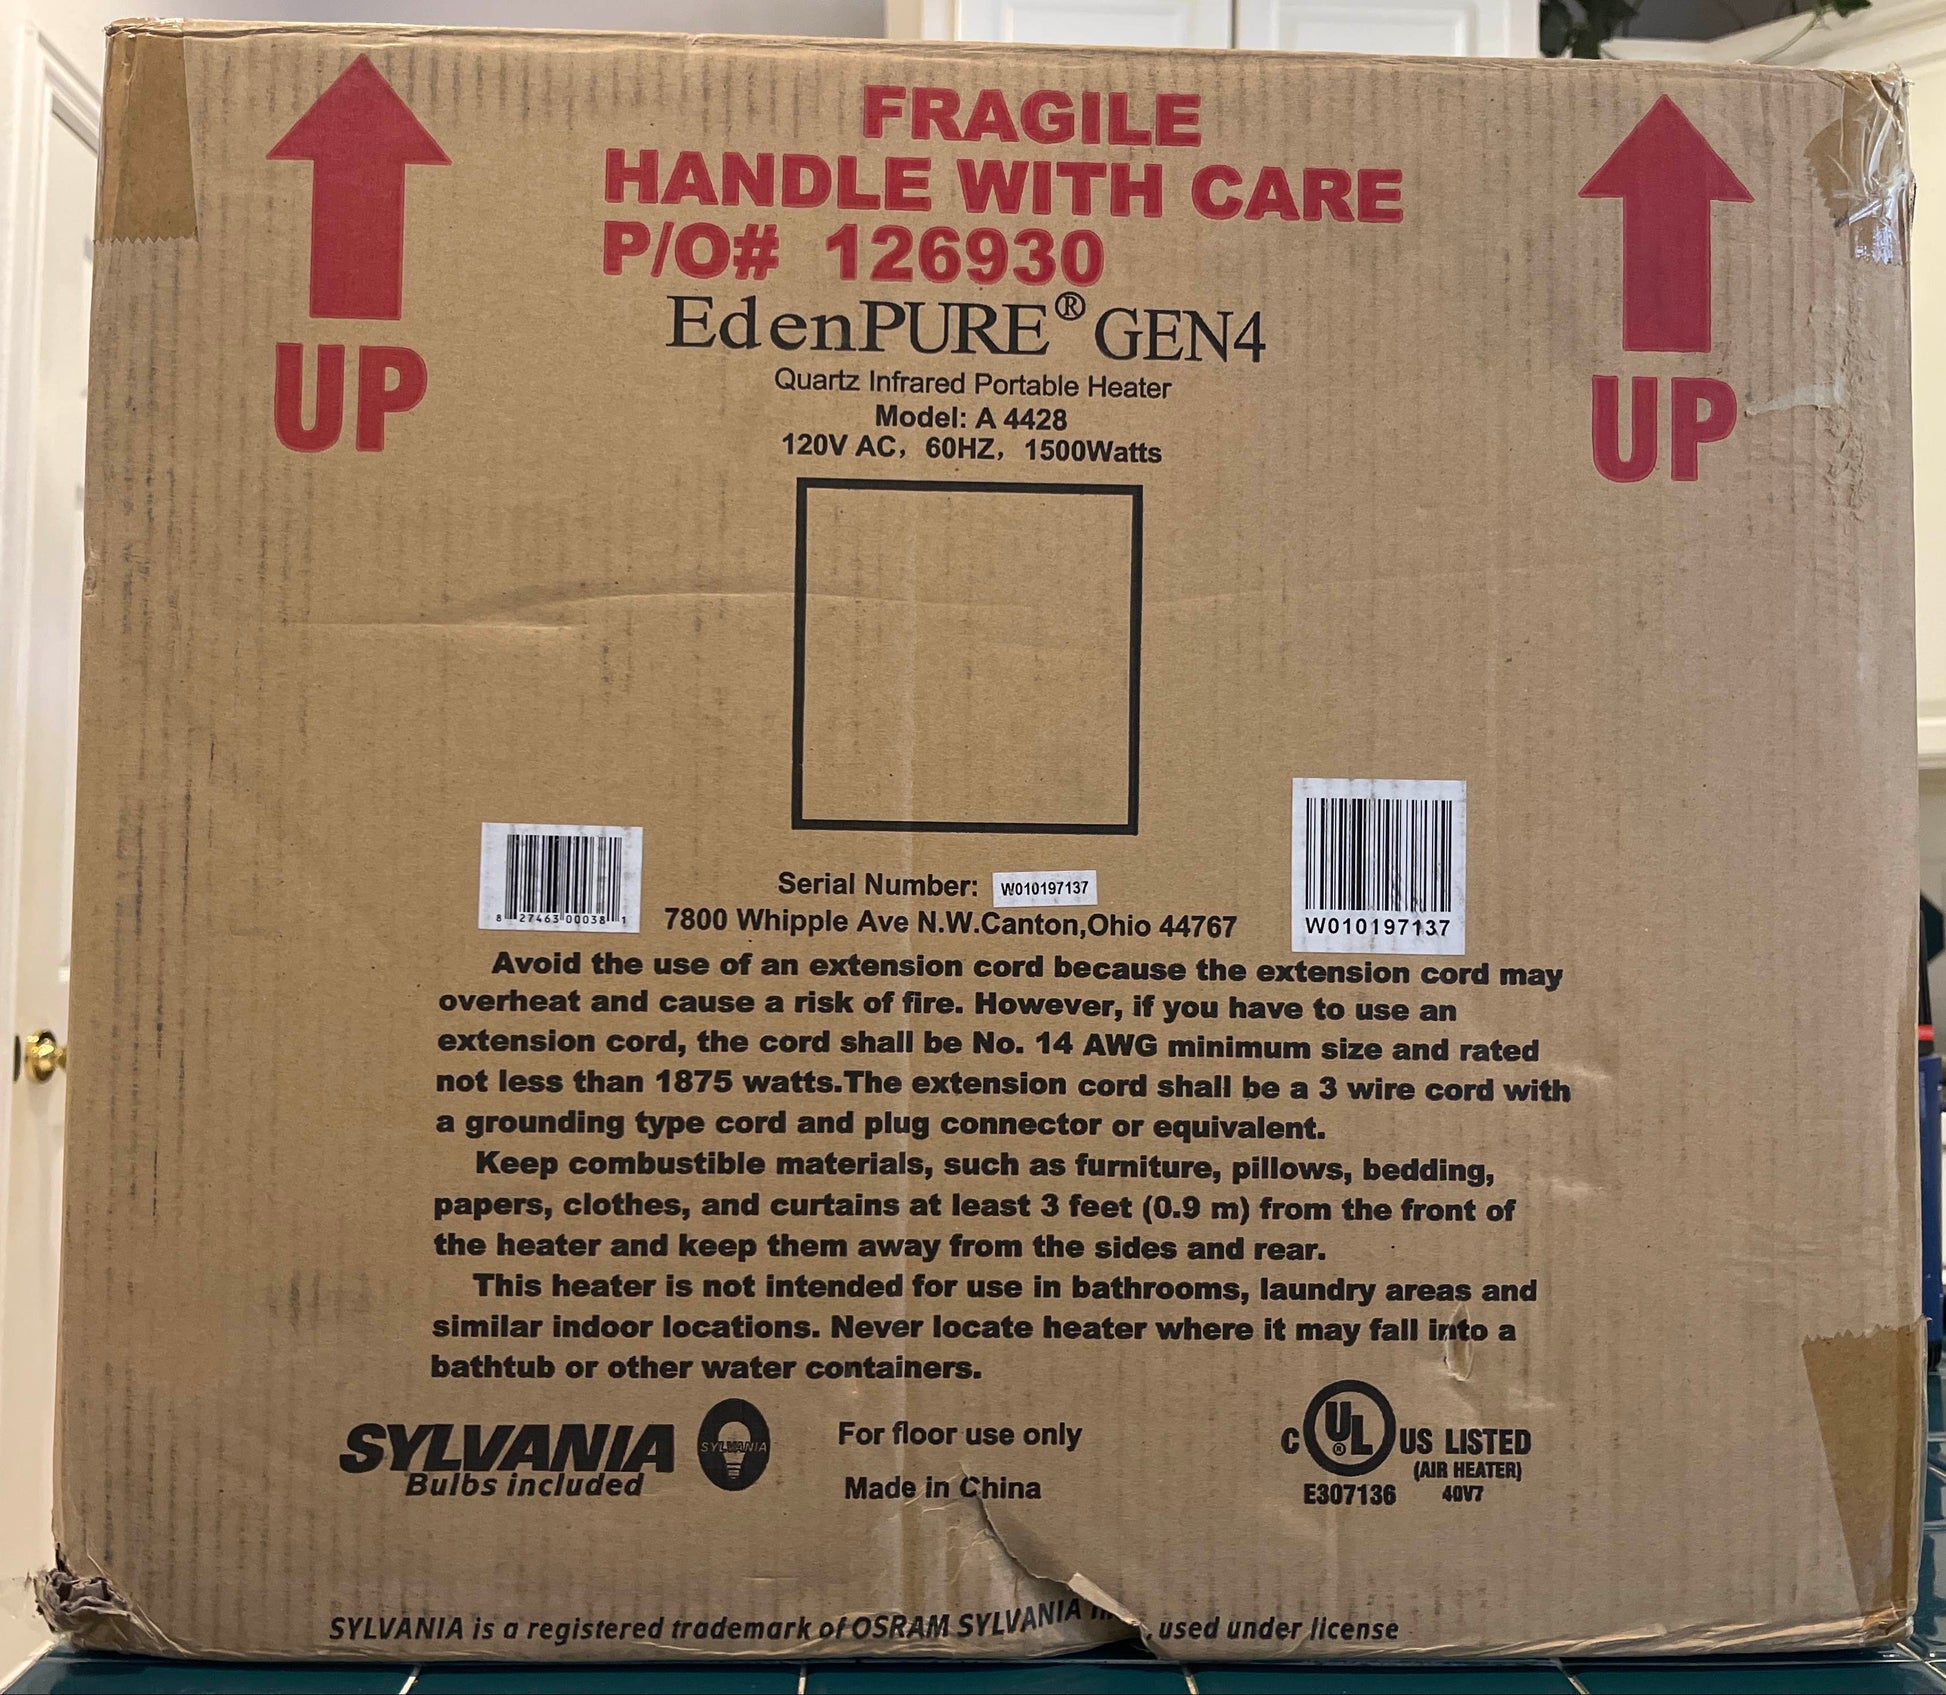 FRAGILE
HANDLE WITH CARE
P/O# 126930
UP
UP
EdenPURE® GEN4
Quartz Infrared Portable Heater
Model: A 4428
120V AC, 60HZ, 1500Watts
8 27463 00038 1
Serial Number: W010197137
W010197137
7800 Whipple Ave N.W.Canton,Ohio 44767
Avoid the use of an extension cord because the extension cord may
overheat and cause a risk of fire. However, if you have to use an
extension cord, the cord shall be No. 14 AWG minimum size and rated
not less than 1875 watts.The extension cord shall be a 3 wire cord with
a grounding type cord and plug connector or equivalent.
Keep combustible materials, such as furniture, pillows, bedding,
papers, clothes, and curtains at least 3 feet (0.9 m) from the front of
the heater and keep them away from the sides and rear.
This heater is not intended for use in bathrooms, laundry areas and
similar indoor locations. Never locate heater where it may fall into a
bathtub or other water containers.
SYLVANIA
Bulbs included
SYLVANIA
For floor use only
Made in China
C UL® US LISTED
(AIR HEATER)
E307136 40V7
SYLVANIA is a registered trademark of OSRAM SYLVANIA , used under license